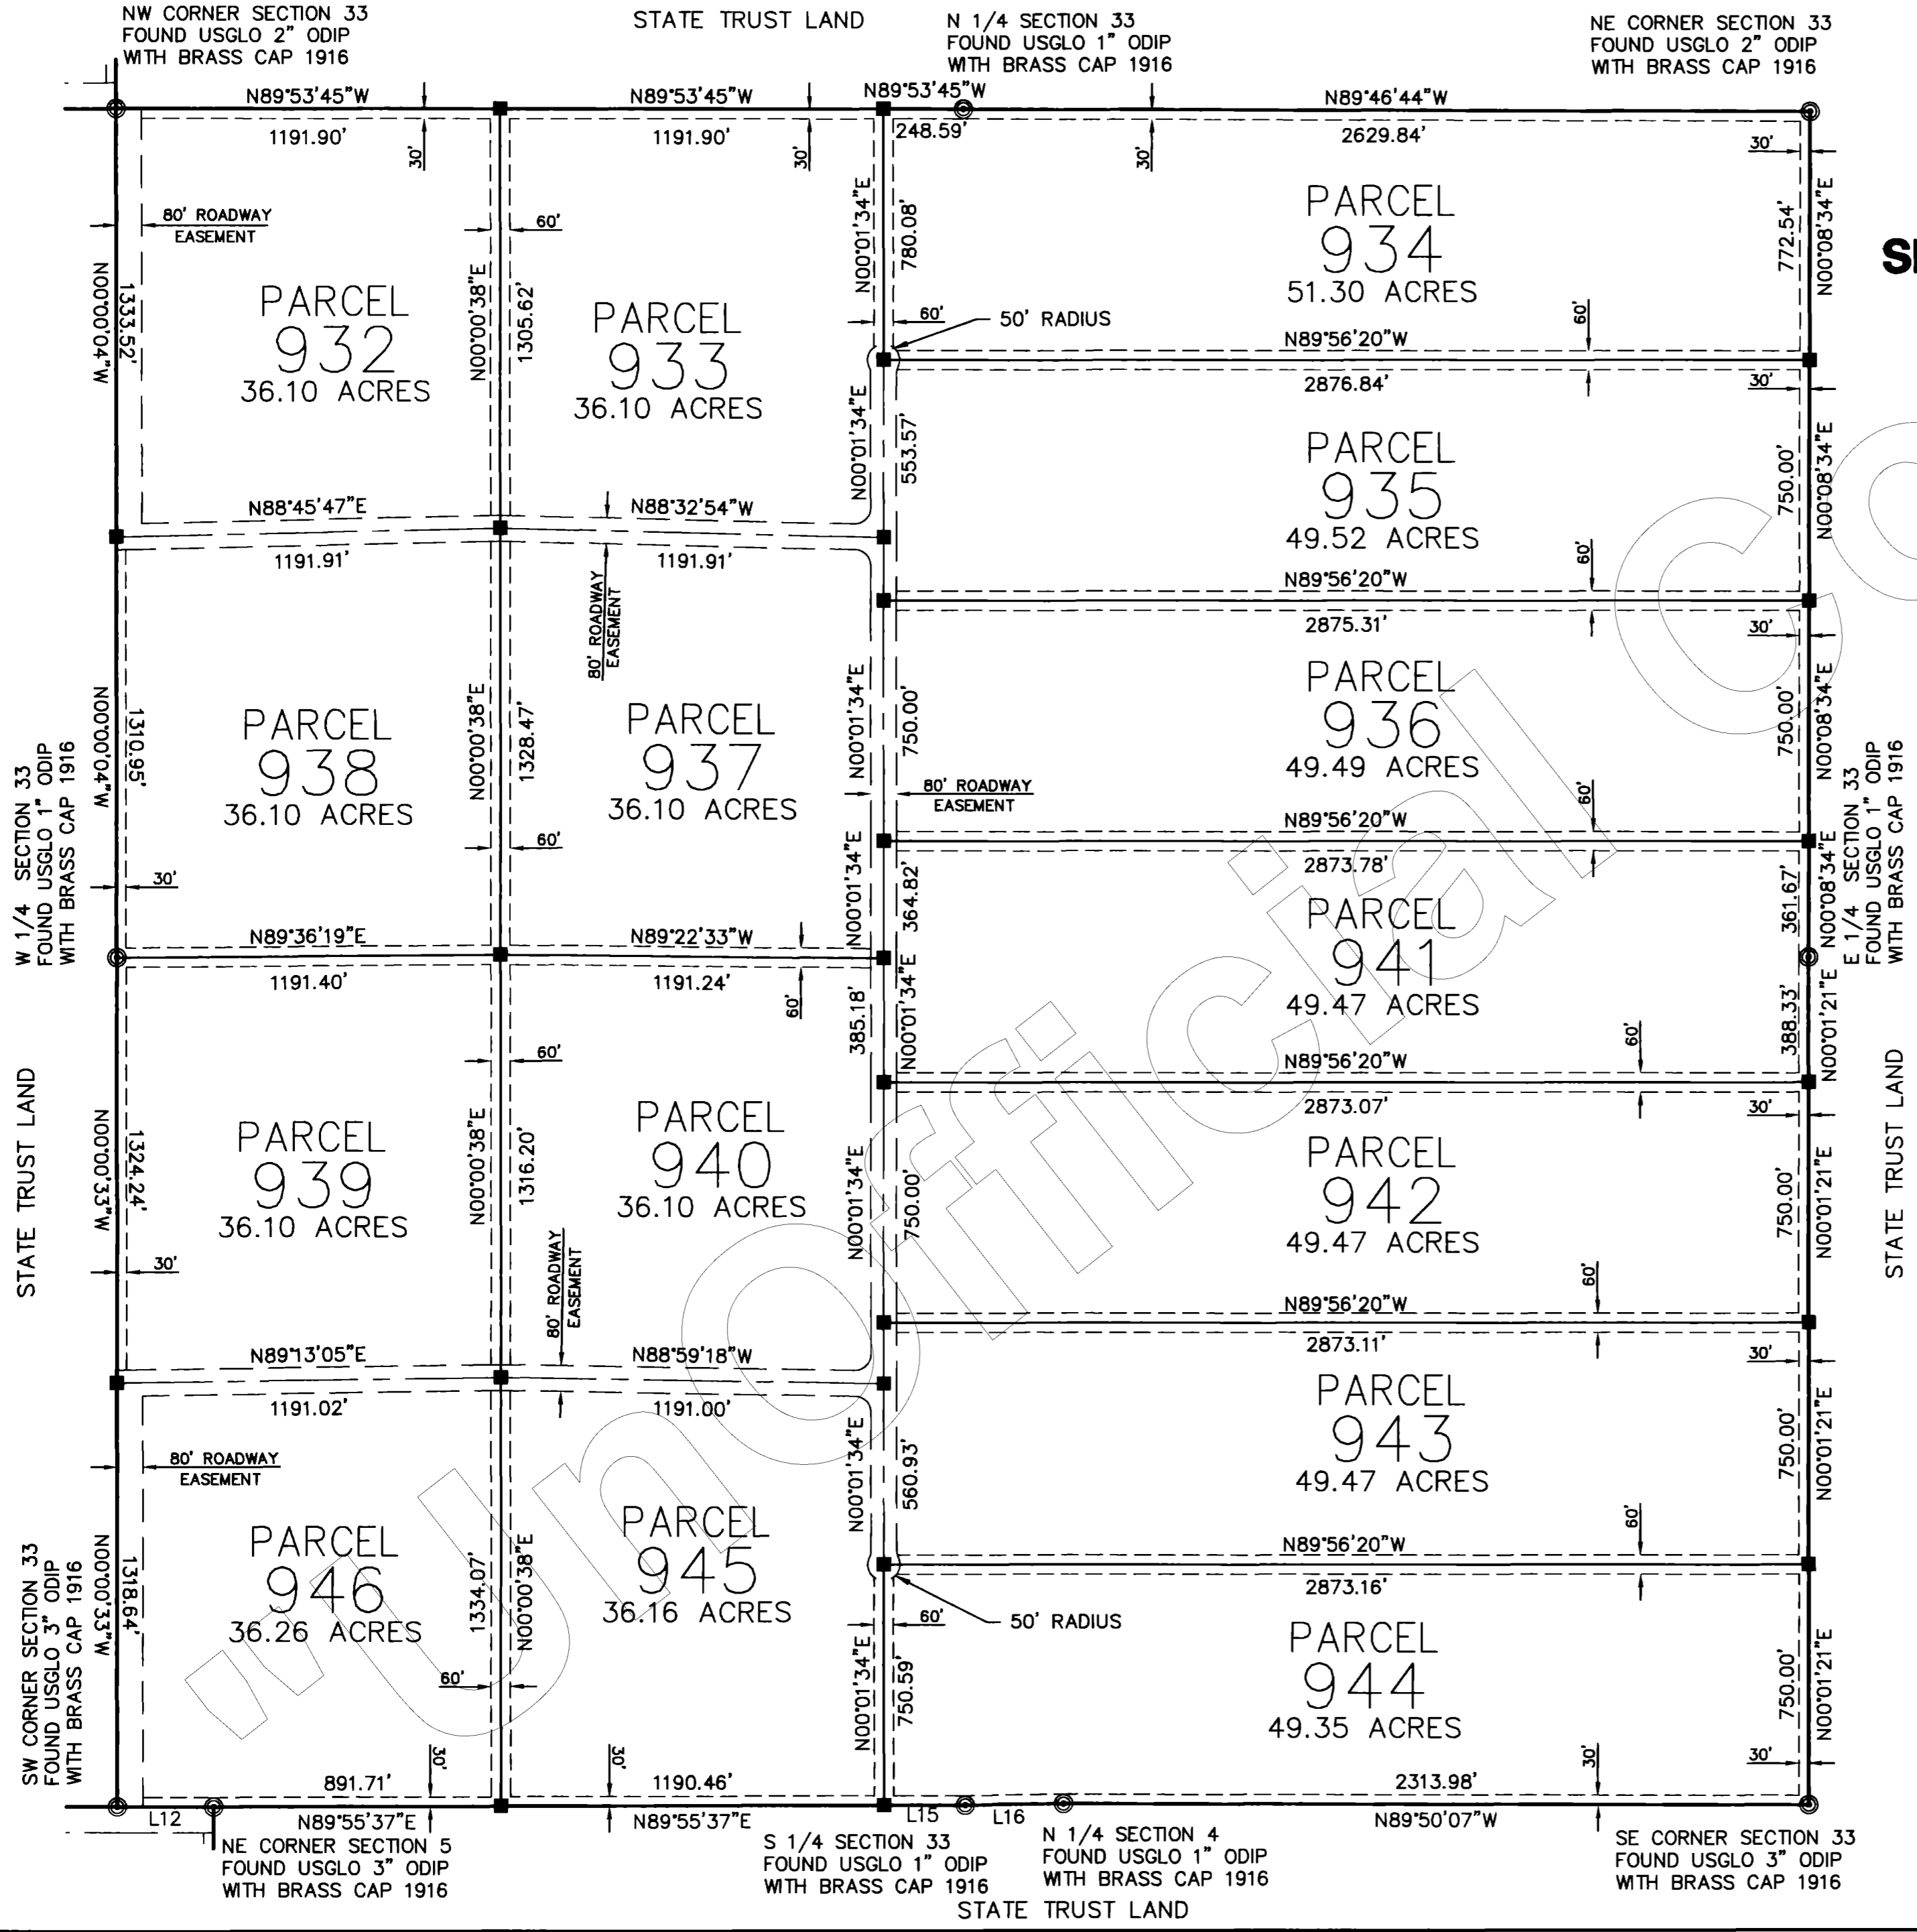 NW CORNER SECTION 33
FOUND USGLO 2" ODIP
WITH BRASS CAP 1916
STATE TRUST LAND
N 1/4 SECTION 33
FOUND USGLO 1" ODIP
WITH BRASS CAP 1916
NE CORNER SECTION 33
FOUND USGLO 2" ODIP
WITH BRASS CAP 1916
N89°53'45"W
1191.90'
30'
N89°53'45"W
1191.90'
30'
N89°53'45"W
248.59'
30'
N89°46'44"W
2629.84'
30'
80' ROADWAY
EASEMENT
N00°00'04"W
1333.52'
PARCEL
932
36.10 ACRES
60'
N00°00'38"E
1305.62'
PARCEL
933
36.10 ACRES
N00°01'34"E
780.08'
60'
50' RADIUS
PARCEL
934
51.30 ACRES
772.54'
N00°08'34"E
60'
N89°56'20"W
2876.84'
30'
N00°01'34"E
553.57'
PARCEL
935
49.52 ACRES
750.00'
N00°08'34"E
N88°45'47"E
1191.91'
N88°32'54"W
1191.91'
80' ROADWAY
EASEMENT
60'
N89°56'20"W
2875.31'
30'
N00°00'04"W
1310.95'
PARCEL
938
36.10 ACRES
N00°00'38"E
1328.47'
PARCEL
937
36.10 ACRES
N00°01'34"E
750.00'
PARCEL
936
49.49 ACRES
750.00'
N00°08'34"E
W 1/4 SECTION 33
FOUND USGLO 1" ODIP
WITH BRASS CAP 1916
80' ROADWAY
EASEMENT
60'
60'
N89°56'20"W
2873.78'
30'
N00°01'34"E
364.82'
PARCEL
941
49.47 ACRES
361.67'
N00°08'34"E
E 1/4 SECTION 33
FOUND USGLO 1" ODIP
WITH BRASS CAP 1916
N89°36'19"E
1191.40'
N89°22'33"W
1191.24'
60'
385.18'
N00°01'34"E
388.33'
N00°01'21"E
60'
60'
N89°56'20"W
2873.07'
30'
STATE TRUST LAND
N00°00'33"W
1324.24'
PARCEL
939
36.10 ACRES
N00°00'38"E
1316.20'
PARCEL
940
36.10 ACRES
N00°01'34"E
750.00'
PARCEL
942
49.47 ACRES
750.00'
N00°01'21"E
STATE TRUST LAND
30'
80' ROADWAY
EASEMENT
60'
N89°56'20"W
2873.11'
30'
N89°13'05"E
1191.02'
N88°59'18"W
1191.00'
80' ROADWAY
EASEMENT
N00°01'34"E
560.93'
PARCEL
943
49.47 ACRES
750.00'
N00°01'21"E
60'
N89°56'20"W
2873.16'
SW CORNER SECTION 33
FOUND USGLO 3" ODIP
WITH BRASS CAP 1916
N00°00'33"W
1318.64'
PARCEL
946
36.26 ACRES
60'
1334.07'
N00°00'38"E
PARCEL
945
36.16 ACRES
60'
50' RADIUS
N00°01'34"E
750.59'
PARCEL
944
49.35 ACRES
750.00'
N00°01'21"E
30'
L12
891.71'
N89°55'37"E
30'
1190.46'
N89°55'37"E
30'
L15
L16
2313.98'
N89°50'07"W
30'
NE CORNER SECTION 5
FOUND USGLO 3" ODIP
WITH BRASS CAP 1916
S 1/4 SECTION 33
FOUND USGLO 1" ODIP
WITH BRASS CAP 1916
N 1/4 SECTION 4
FOUND USGLO 1" ODIP
WITH BRASS CAP 1916
SE CORNER SECTION 33
FOUND USGLO 3" ODIP
WITH BRASS CAP 1916
STATE TRUST LAND
"Unofficial Co